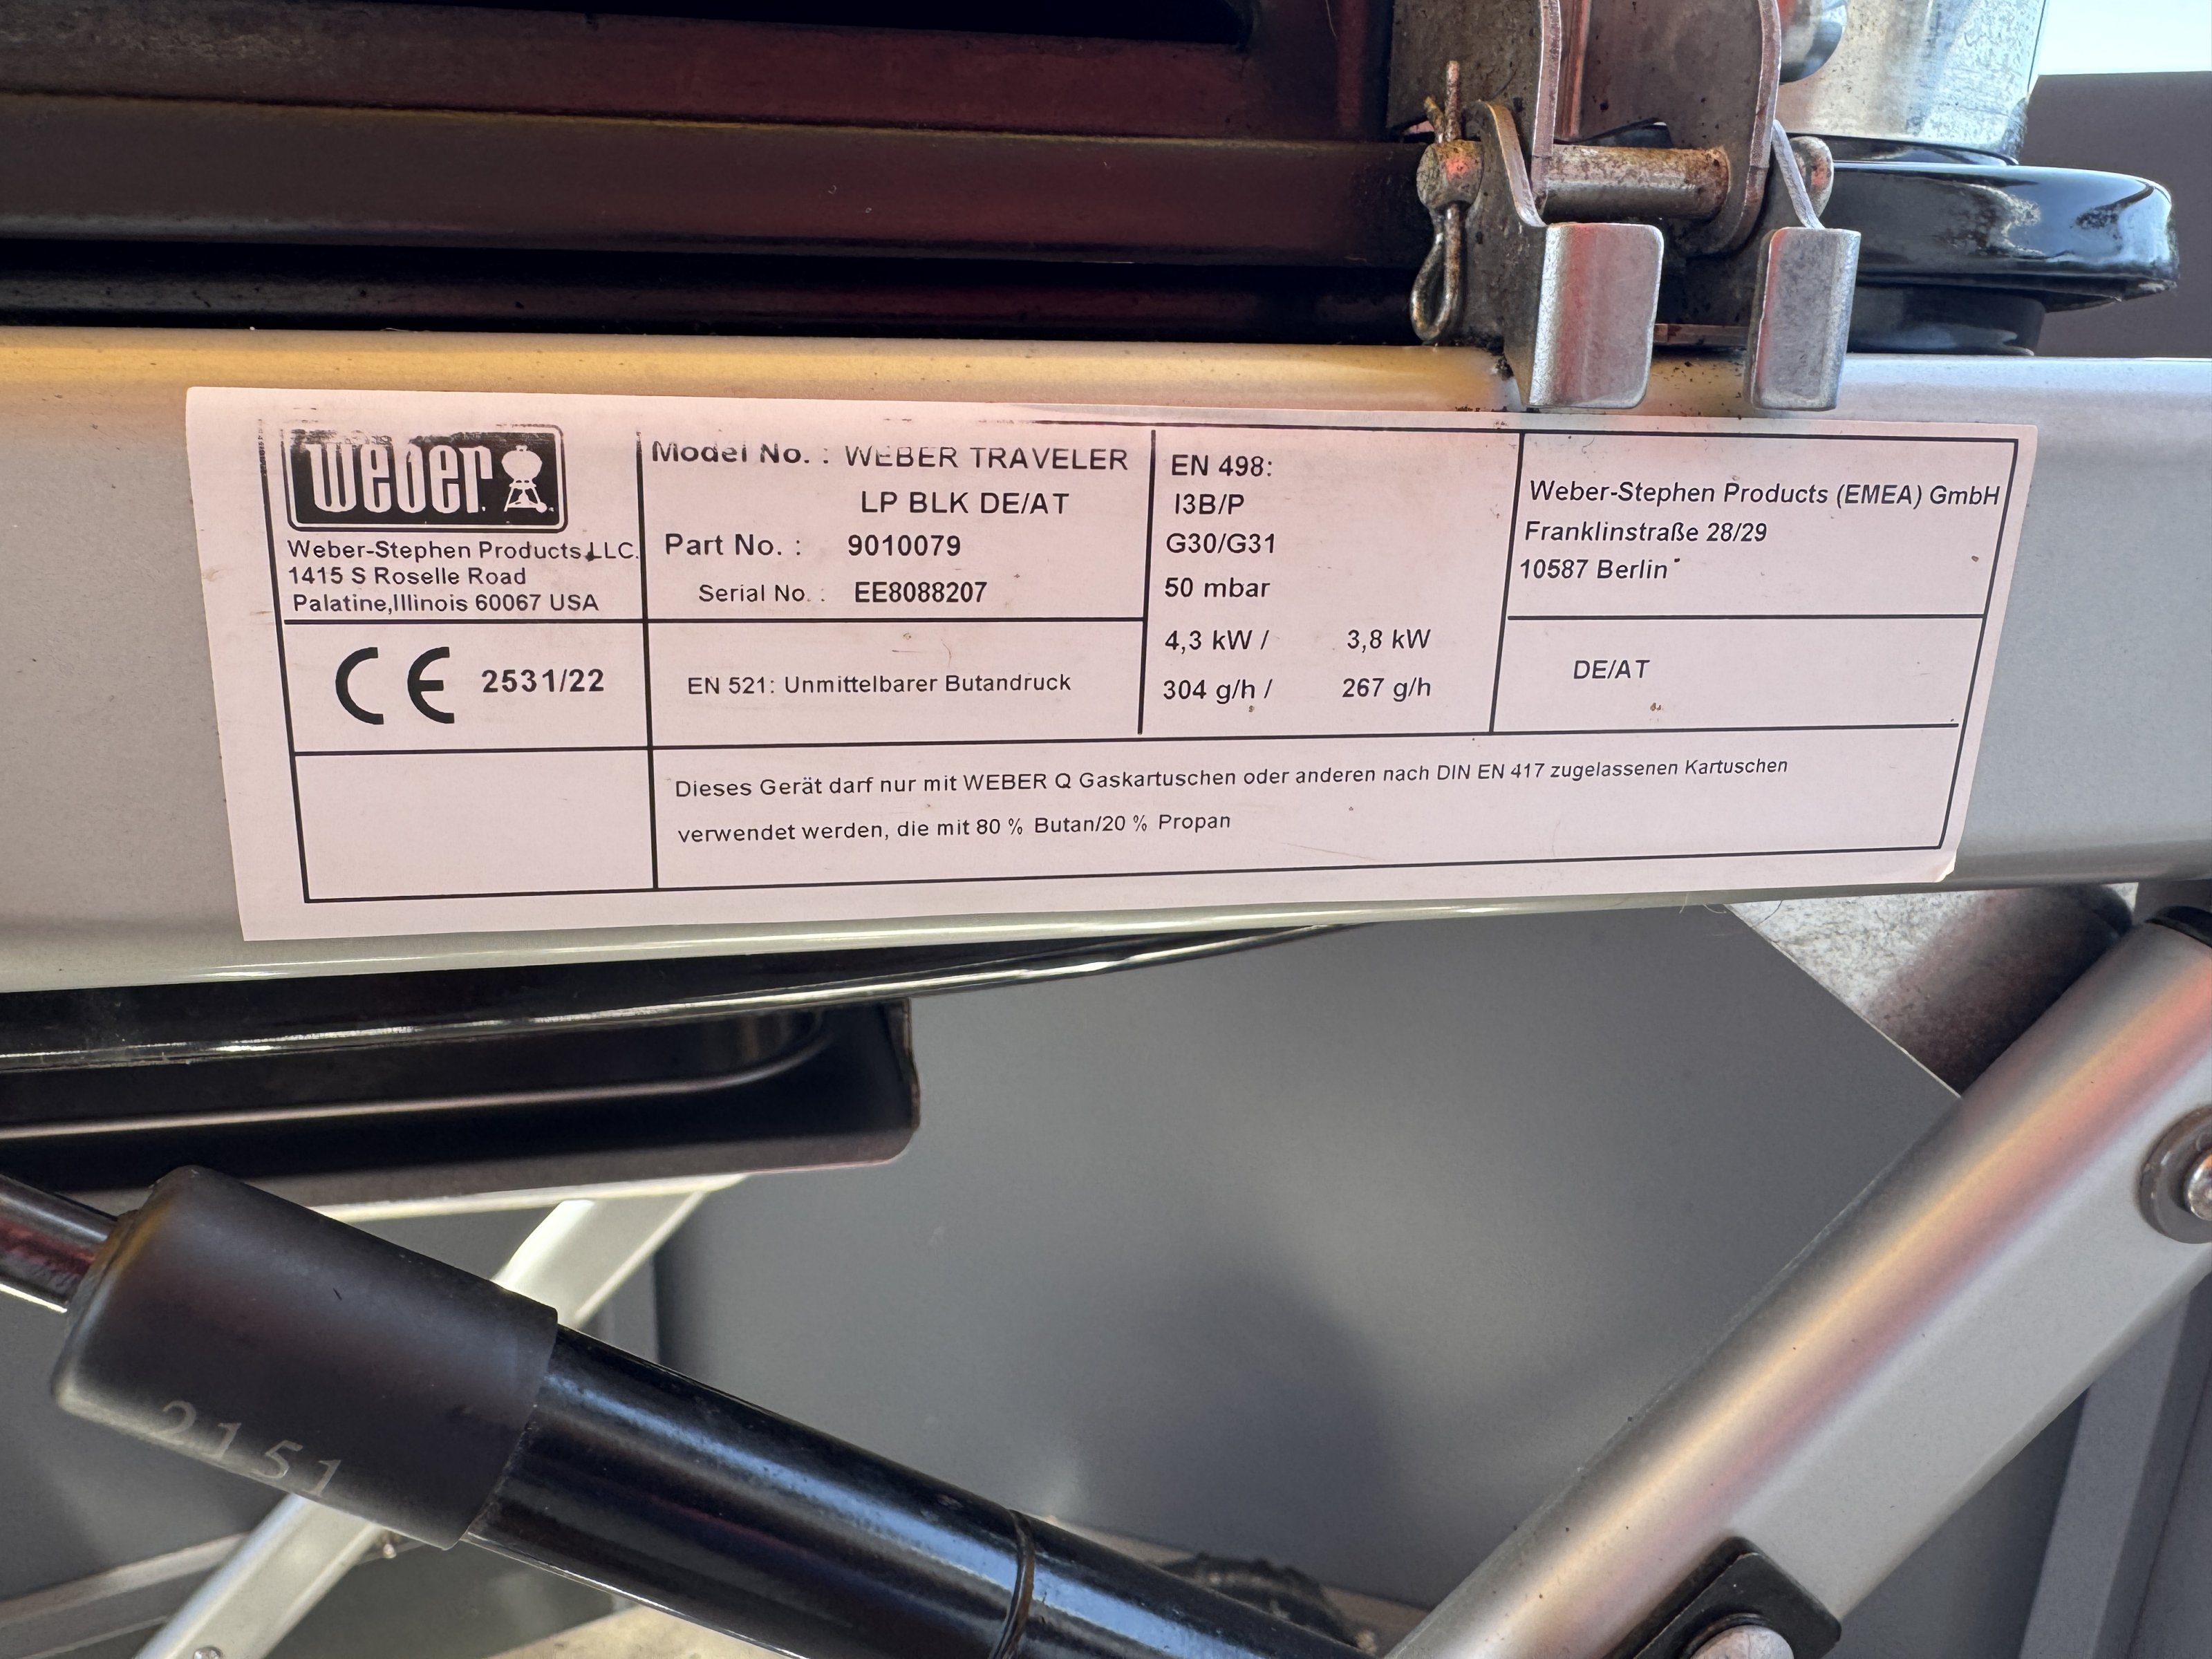 weber
Weber-Stephen Products LLC.
1415 S Roselle Road
Palatine,Illinois 60067 USA
Model No. : WEBER TRAVELER
LP BLK DE/AT
Part No. : 9010079
Serial No. : EE8088207
EN 498:
I3B/P
G30/G31
50 mbar
4,3 kW / 3,8 kW
304 g/h / 267 g/h
Weber-Stephen Products (EMEA) GmbH
Franklinstraße 28/29
10587 Berlin
CE 2531/22
EN 521: Unmittelbarer Butandruck
DE/AT
Dieses Gerät darf nur mit WEBER Q Gaskartuschen oder anderen nach DIN EN 417 zugelassenen Kartuschen
verwendet werden, die mit 80 % Butan/20 % Propan
2151